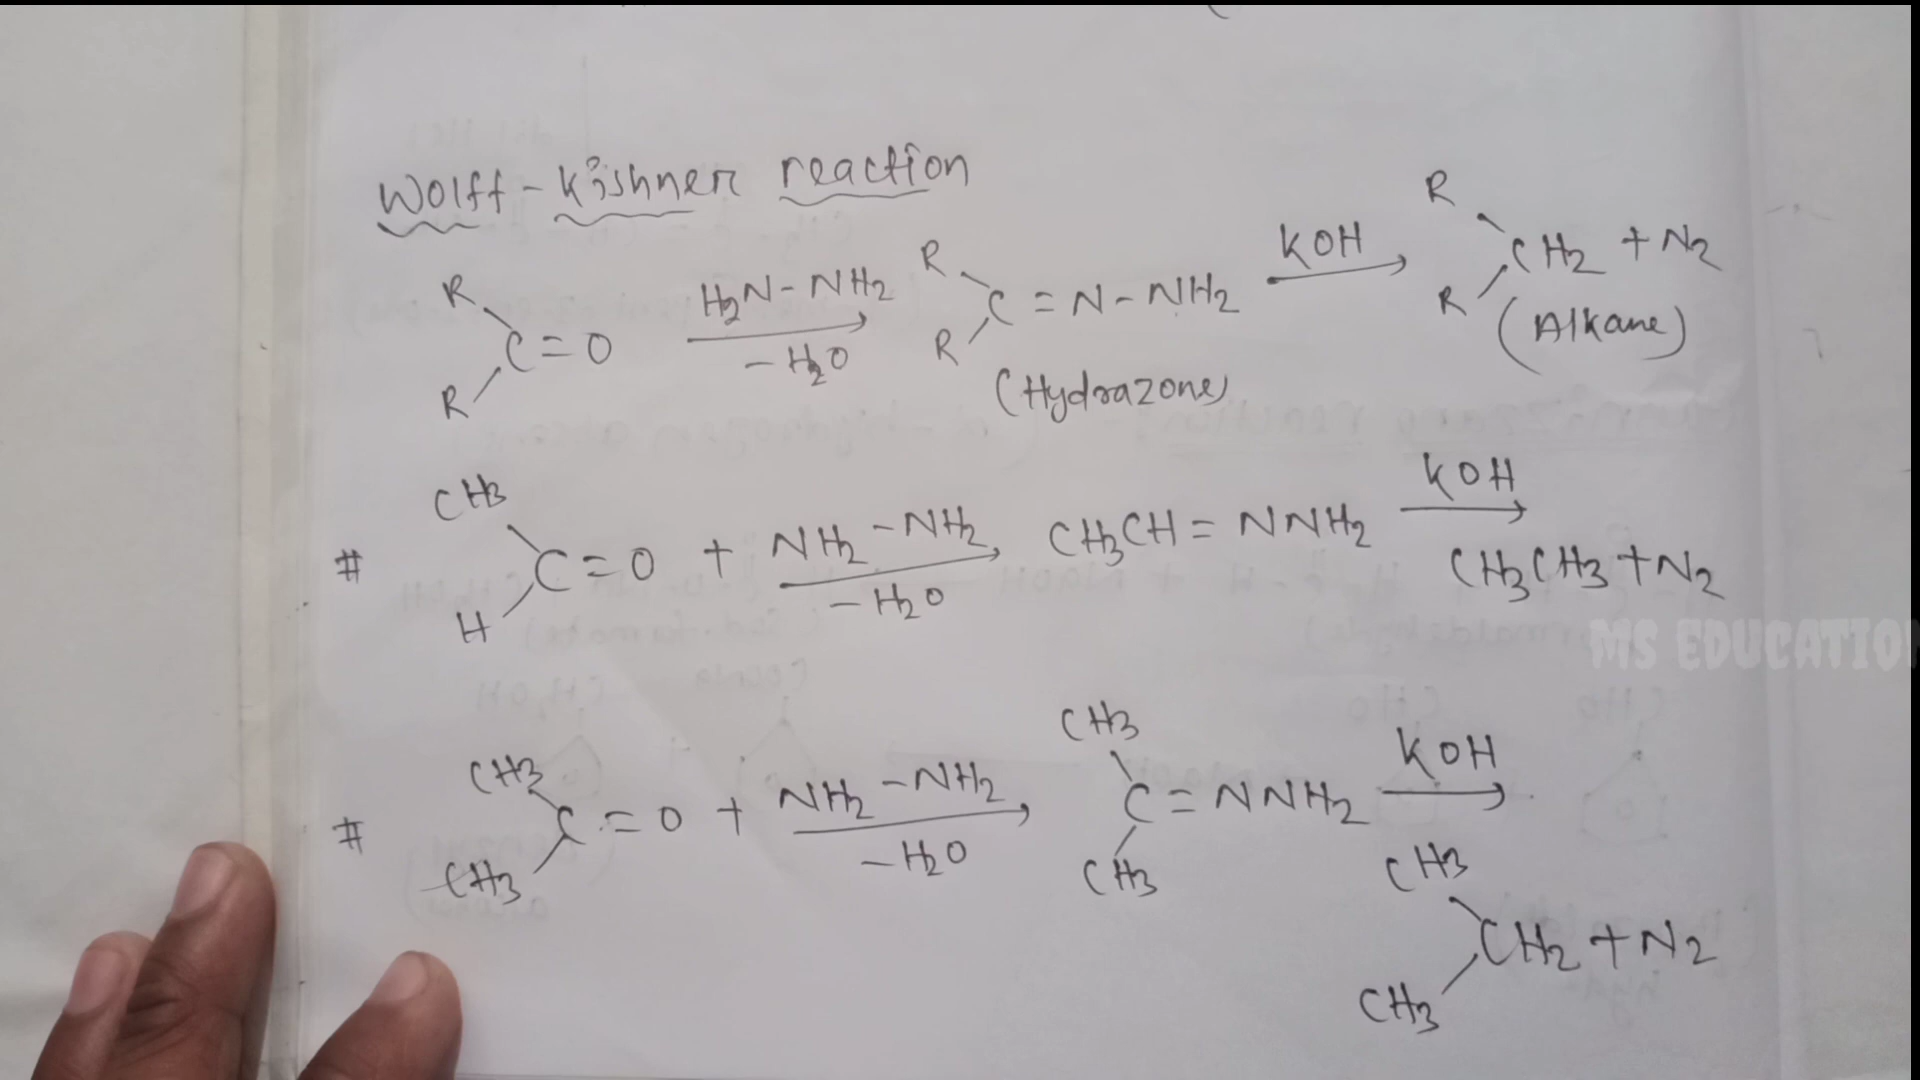 Wolff-Kishner reaction
R R C=O H2N-NH2 -H2O R R C=N-NH2 KOH R R CH2 + N2
(Hydrazone) (Alkane)
# CH3 H C=O + NH2-NH2 -H2O CH3CH=NNH2 KOH
CH3CH3+N2
MS EDUCATION
# CH3 CH3 C=O + NH2-NH2 -H2O CH3 CH3 C=NNH2 KOH
CH3 CH3 CH2+N2